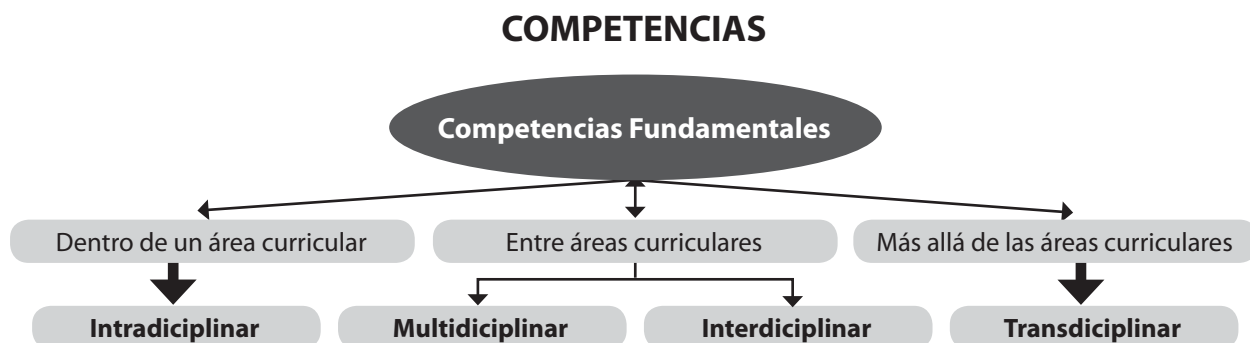 COMPETENCIAS
Competencias Fundamentales
Dentro de un área curricular
Entre áreas curriculares
Más allá de las áreas curriculares
Intradiciplinar
Multidiciplinar
Interdiciplinar
Transdiciplinar